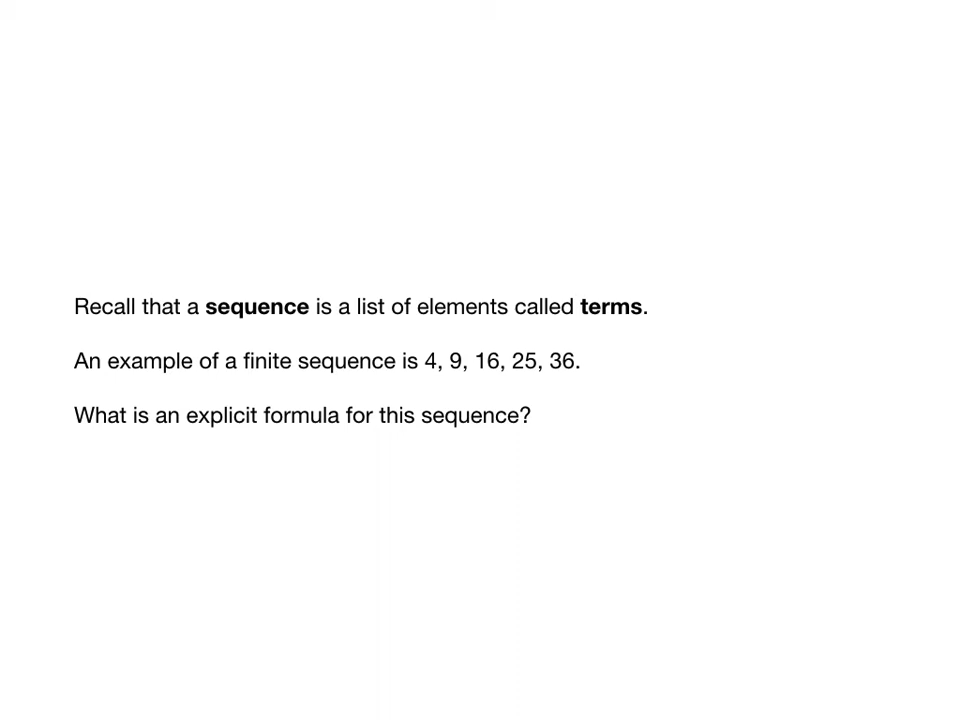 Recall that a sequence is a list of elements called terms.
An example of a finite sequence is 4, 9, 16, 25, 36.
What is an explicit formula for this sequence?